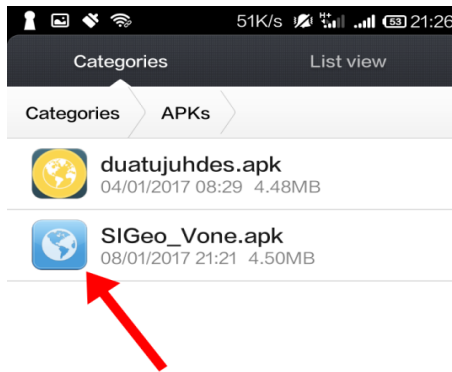 51K/s H+ 53 21:26
Categories List view
Categories APKs
duatujuhdes.apk
04/01/2017 08:29 4.48MB
SIGeo_Vone.apk
08/01/2017 21:21 4.50MB